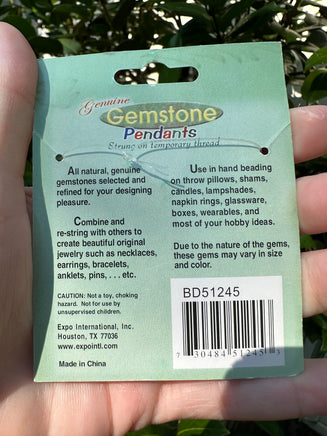 Genuine
Gemstone
Pendants
Strung on temporary thread
All natural, genuine
gemstones selected and
refined for your designing
pleasure.
Combine and
re-string with others to
create beautiful original
jewelry such as necklaces,
earrings, bracelets,
anklets, pins, . . . etc.
CAUTION: Not a toy, choking
hazard. Not for use by
unsupervised children.
Expo International, Inc.
Houston, TX 77036
www.expointl.com
Made in China
Use in hand beading
on throw pillows, shams,
candles, lampshades,
napkin rings, glassware,
boxes, wearables, and
most of your hobby ideas.
Due to the nature of the gems,
these gems may vary in size
and color.
BD51245
7 30484 51245 3